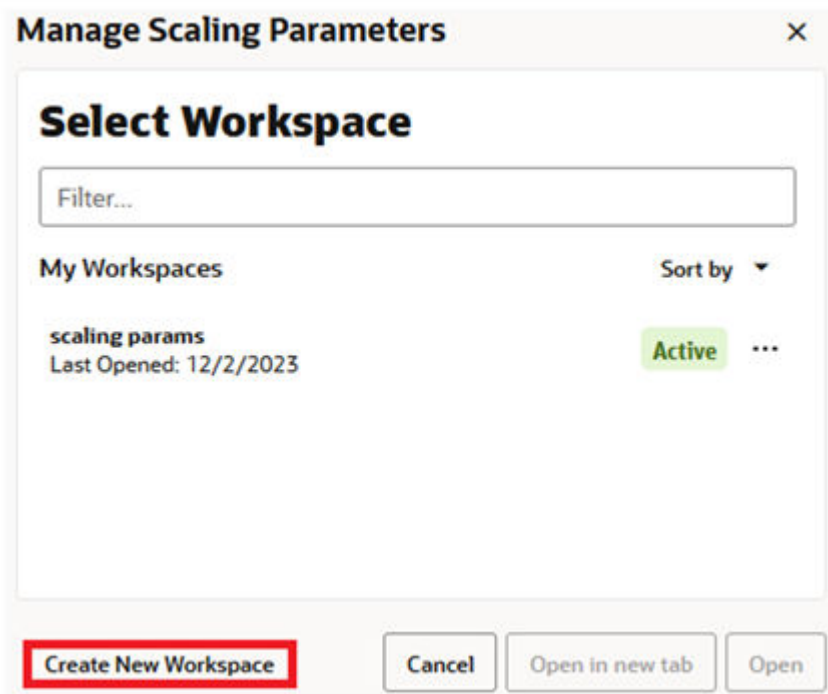 Manage Scaling Parameters
Select Workspace
Filter...
My Workspaces
Sort by
scaling params
Last Opened: 12/2/2023
Active
Create New Workspace
Cancel
Open in new tab
Open